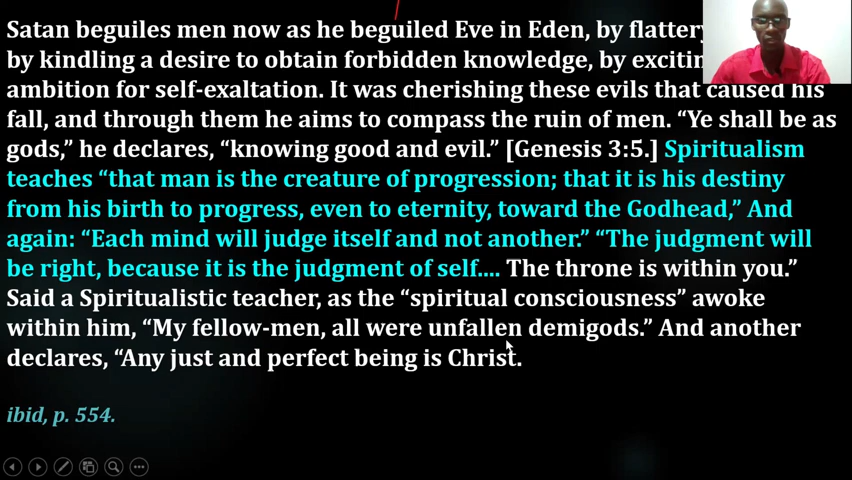 Satan beguiles men now as he beguiled Eve in Eden, by flattery
by kindling a desire to obtain forbidden knowledge, by
ambition for self-exaltation. It was cherishing these evils that caused his
fall, and through them he aims to compass the ruin of men. “Ye shall be as
gods,” he declares, “knowing good and evil.” [Genesis 3:5.] Spiritualism
teaches “that man is the creature of progression; that it is his destiny
from his birth to progress, even to eternity, toward the Godhead,” And
again: “Each mind will judge itself and not another.” “The judgment will
be right, because it is the judgment of self.... The throne is within you.”
Said a Spiritualistic teacher, as the “spiritual consciousness” awoke
within him, “My fellow-men, all were unfallen demigods.” And another
declares, “Any just and perfect being is Christ.
ibid, p. 554.